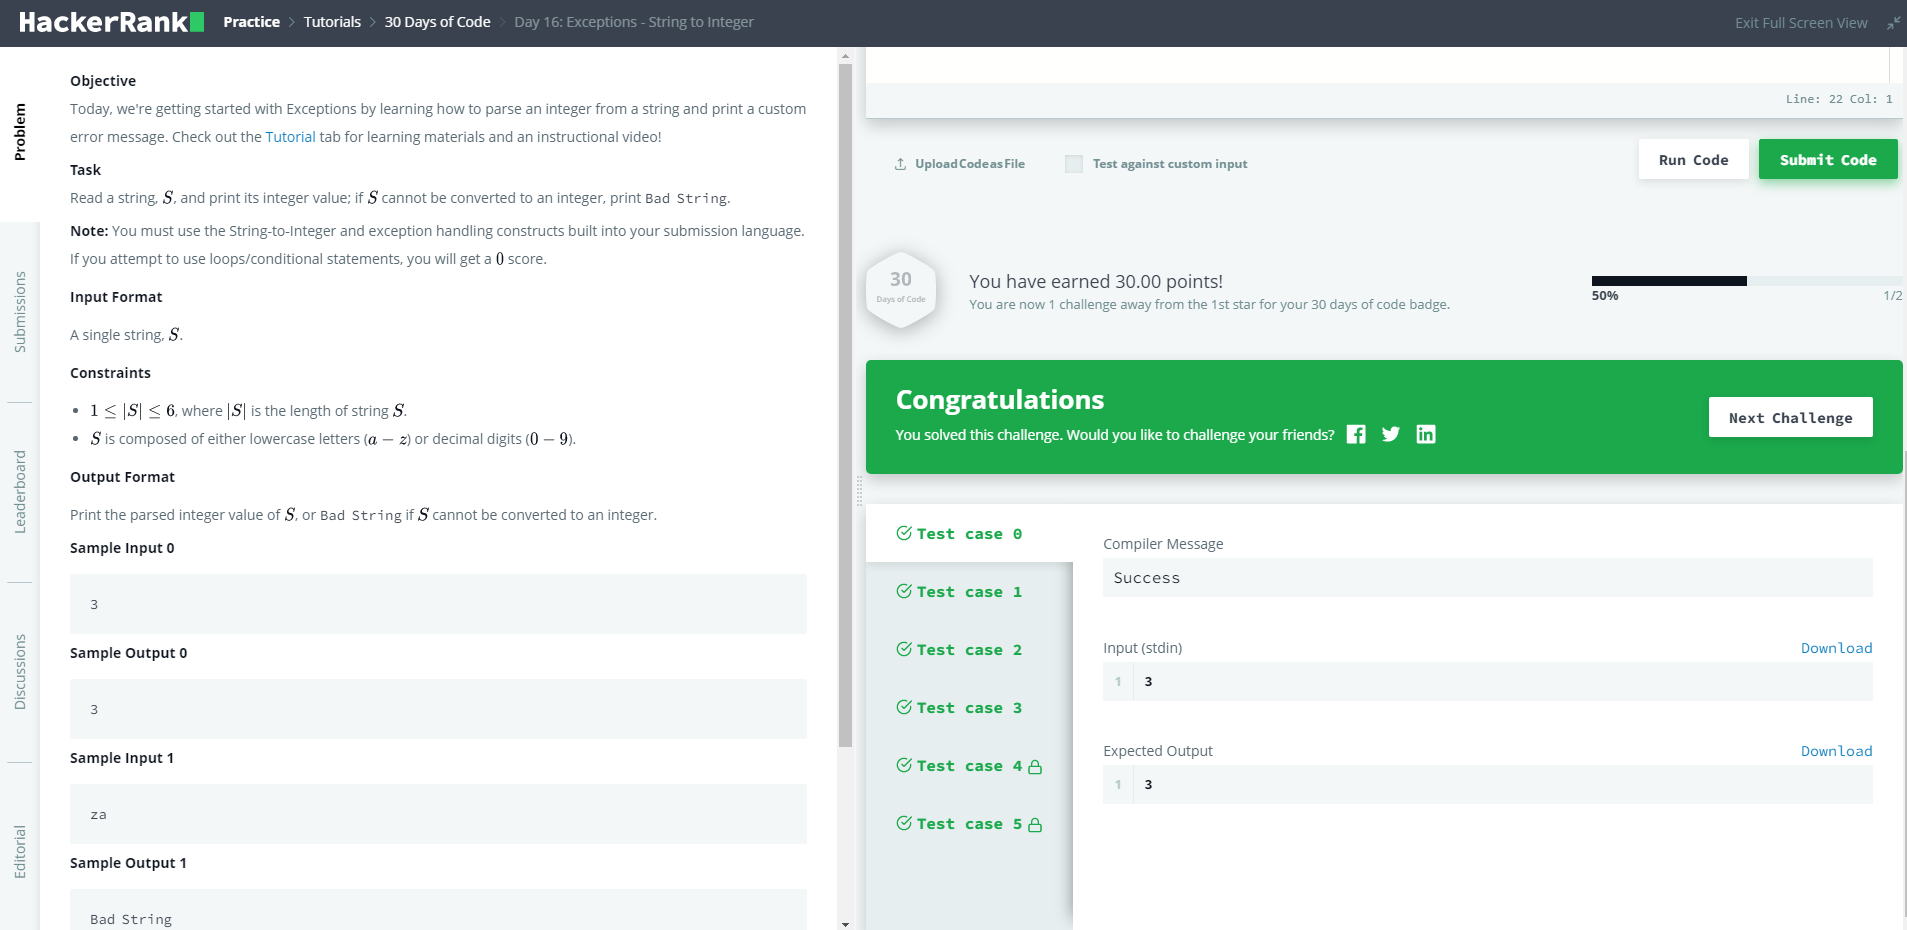 HackerRank
Practice > Tutorials > 30 Days of Code > Day 16: Exceptions - String to Integer
Exit Full Screen View
Problem
Submissions
Leaderboard
Discussions
Editorial
Objective
Today, we're getting started with Exceptions by learning how to parse an integer from a string and print a custom
error message. Check out the Tutorial tab for learning materials and an instructional video!
Task
Read a string, S, and print its integer value; if S cannot be converted to an integer, print Bad String.
Note: You must use the String-to-Integer and exception handling constructs built into your submission language.
If you attempt to use loops/conditional statements, you will get a 0 score.
Input Format
A single string, S.
Constraints
• 1 ≤ |S| ≤ 6, where |S| is the length of string S.
• S is composed of either lowercase letters (a − z) or decimal digits (0 − 9).
Output Format
Print the parsed integer value of S, or Bad String if S cannot be converted to an integer.
Sample Input 0
3
Sample Output 0
3
Sample Input 1
za
Sample Output 1
Bad String
Line: 22 Col: 1
Upload Code as File
Test against custom input
Run Code
Submit Code
30
Days of Code
You have earned 30.00 points!
You are now 1 challenge away from the 1st star for your 30 days of code badge.
50%
1/2
Congratulations
You solved this challenge. Would you like to challenge your friends?
Next Challenge
Test case 0
Test case 1
Test case 2
Test case 3
Test case 4
Test case 5
Compiler Message
Success
Input (stdin)
Download
1 3
Expected Output
Download
1 3